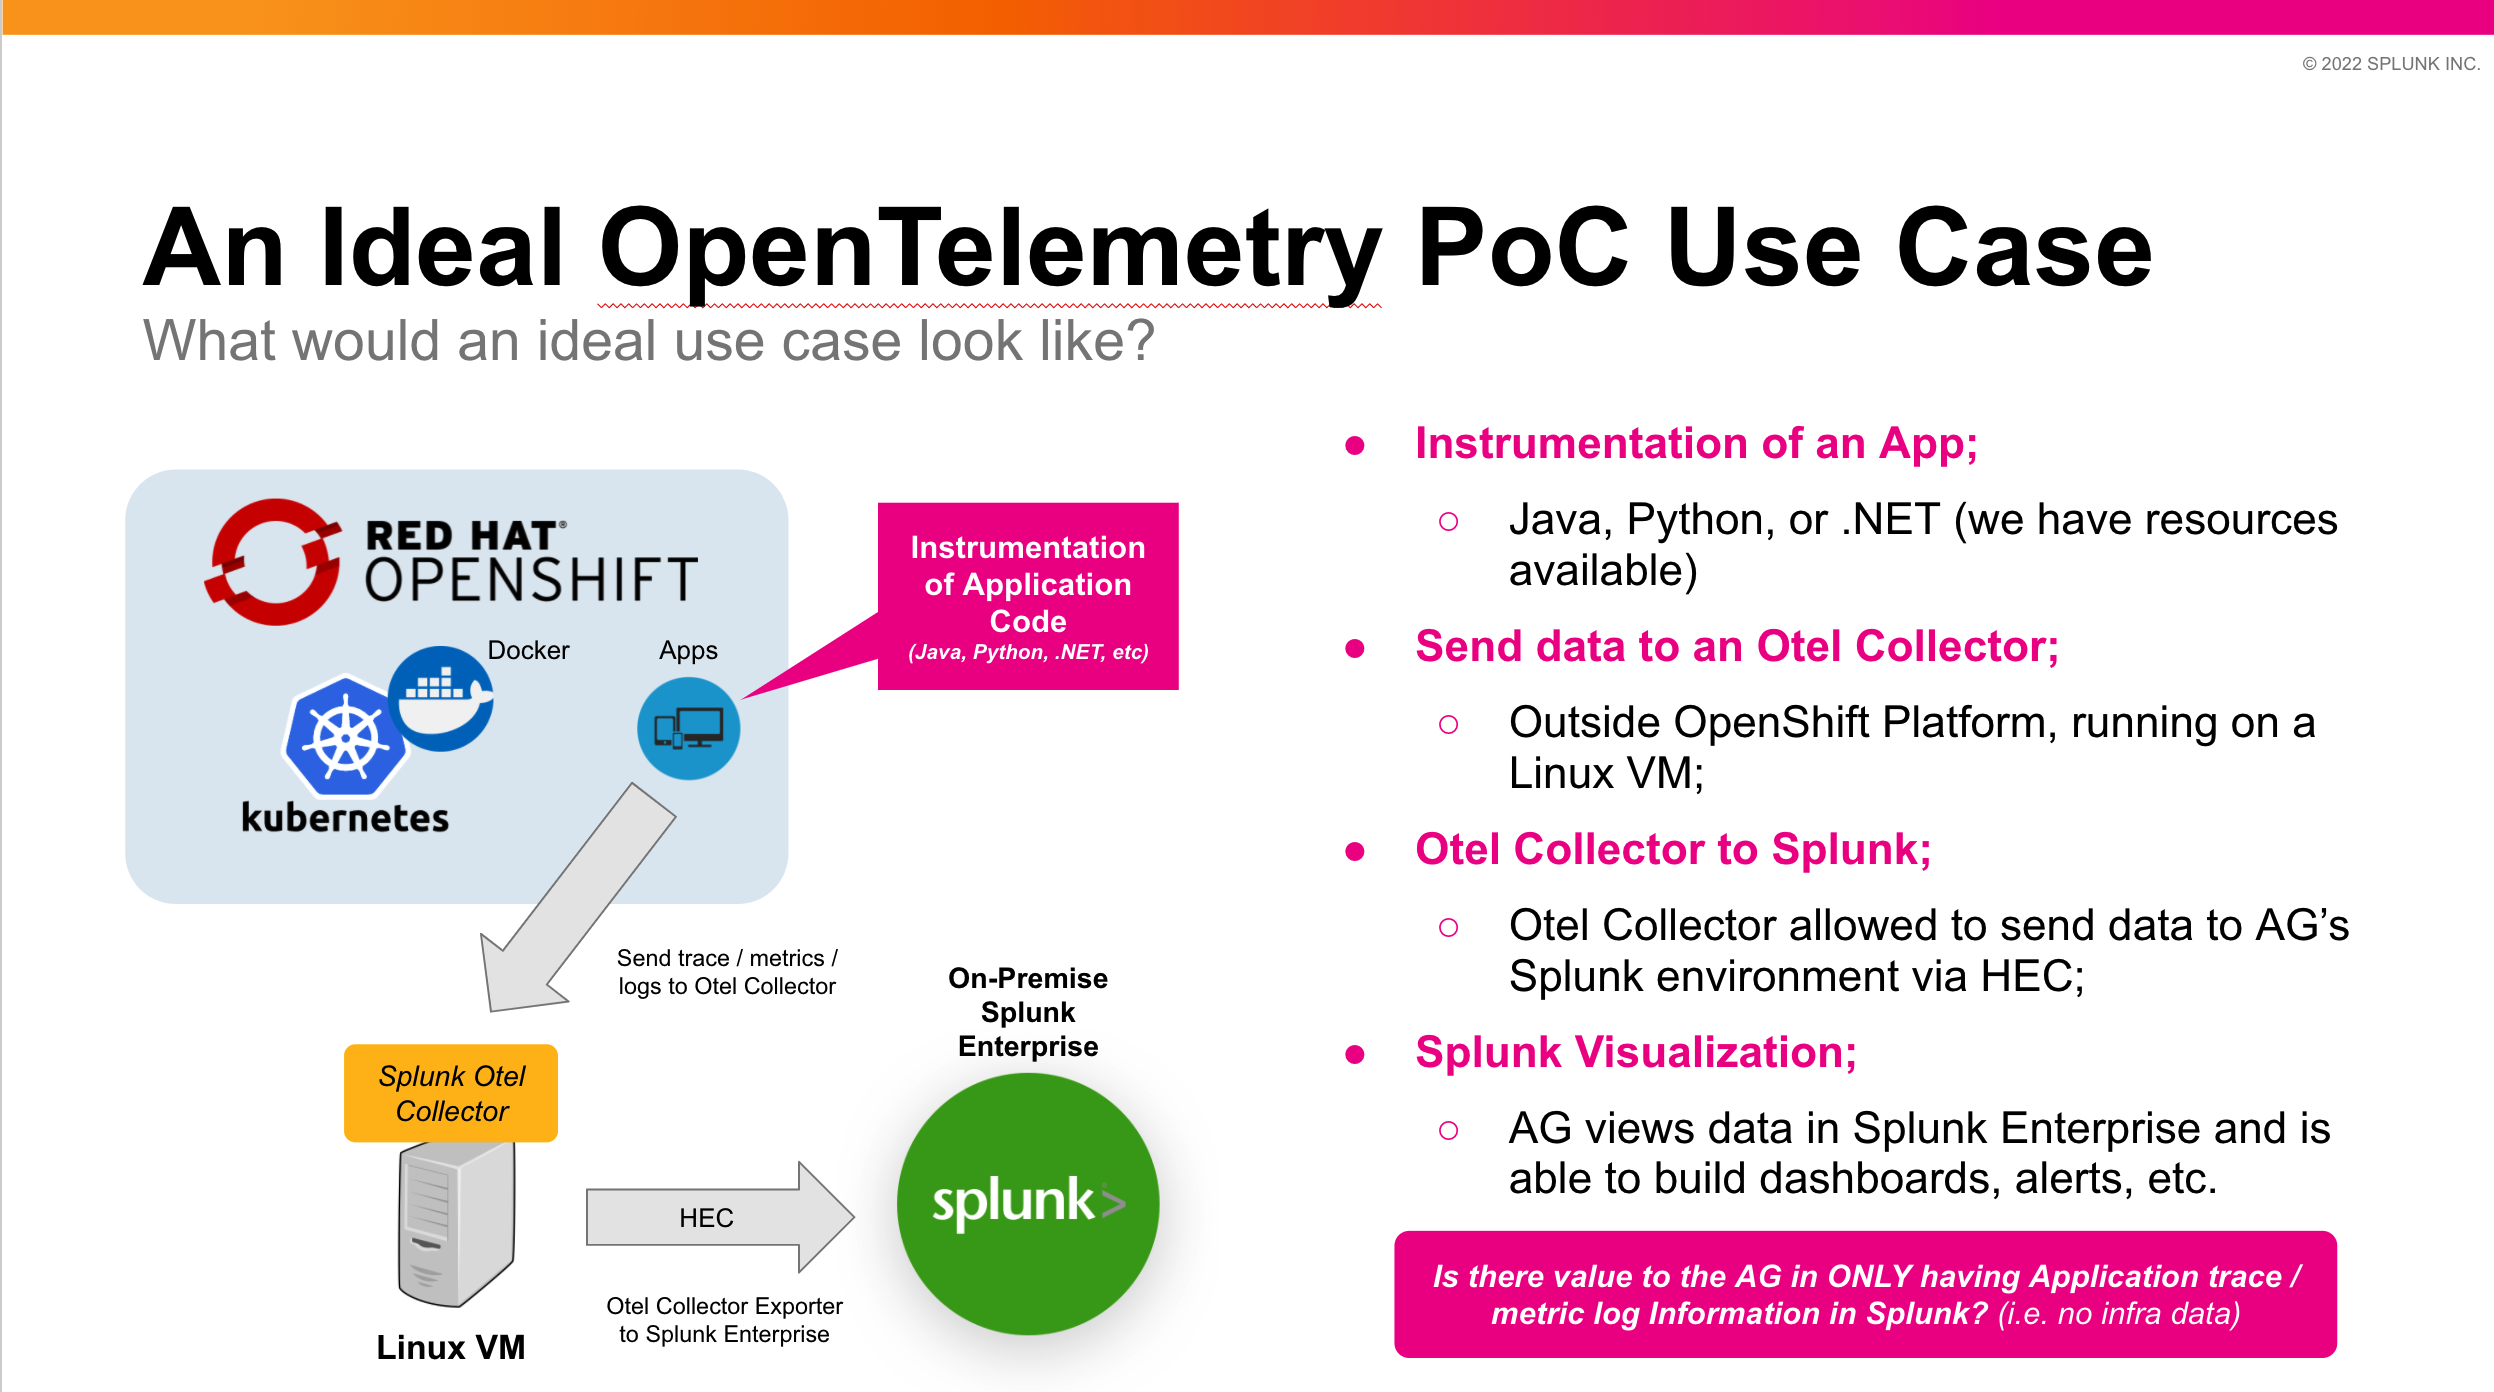 © 2022 SPLUNK INC.
An Ideal OpenTelemetry PoC Use Case
What would an ideal use case look like?
RED HAT®
OPENSHIFT
Docker
Apps
kubernetes
Instrumentation
of Application
Code
(Java, Python, .NET, etc)
Send trace / metrics /
logs to Otel Collector
Splunk Otel
Collector
Linux VM
HEC
Otel Collector Exporter
to Splunk Enterprise
On-Premise
Splunk
Enterprise
splunk>
● Instrumentation of an App;
○ Java, Python, or .NET (we have resources
available)
● Send data to an Otel Collector;
○ Outside OpenShift Platform, running on a
Linux VM;
● Otel Collector to Splunk;
○ Otel Collector allowed to send data to AG’s
Splunk environment via HEC;
● Splunk Visualization;
○ AG views data in Splunk Enterprise and is
able to build dashboards, alerts, etc.
Is there value to the AG in ONLY having Application trace /
metric log Information in Splunk? (i.e. no infra data)